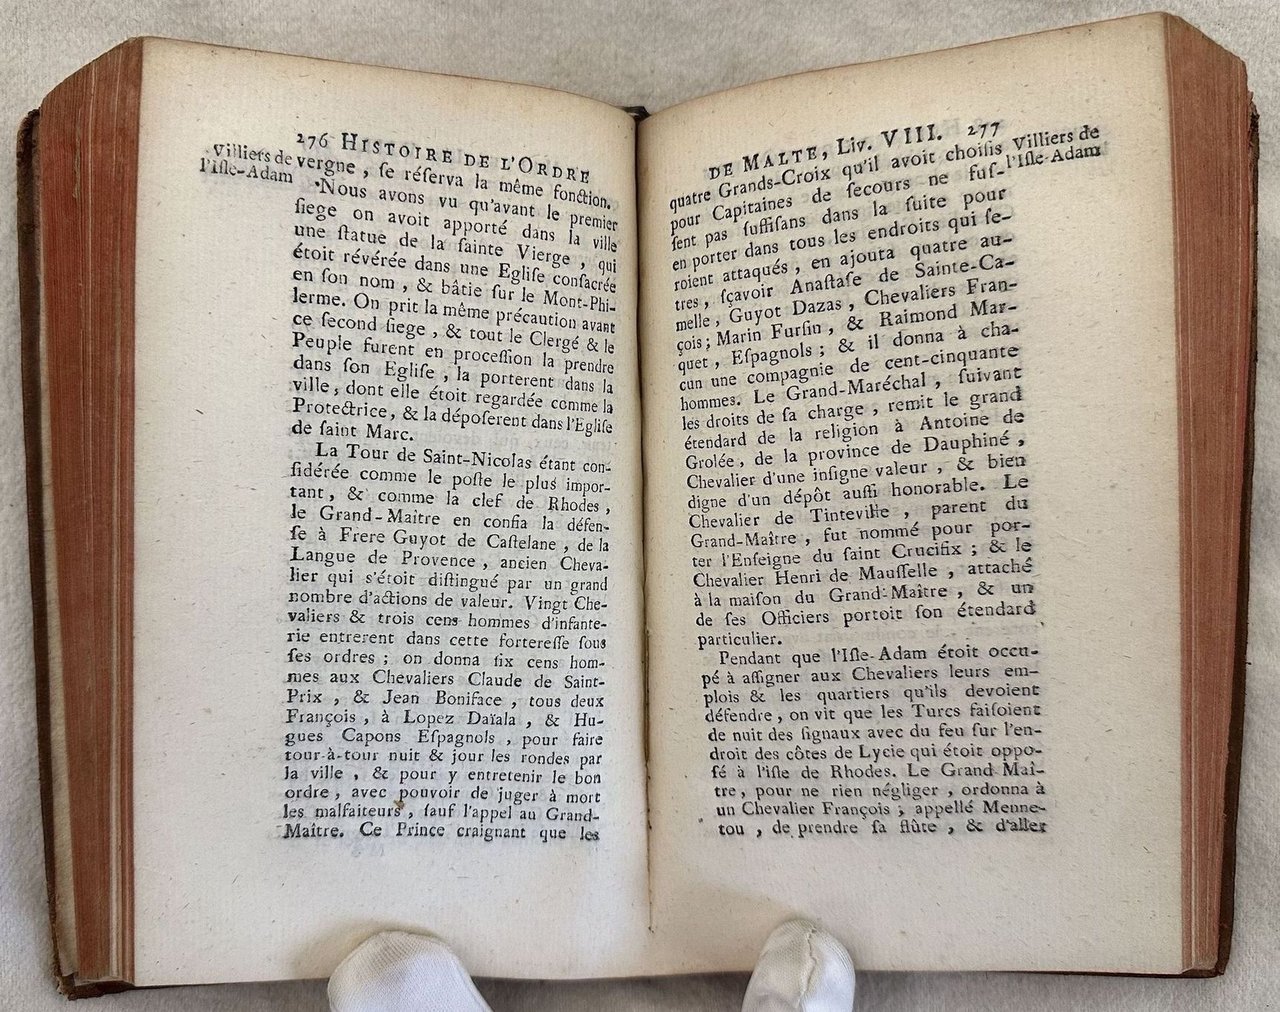 276 HISTOIRE DE L'ORDRE
Villiers de
l'Iſle-Adam
vergne, ſe réſerva la même fonction.
Nous avons vu qu'avant le premier
ſiege on avoit apporté dans la ville
une ſtatue de la ſainte Vierge, qui
étoit révérée dans une Egliſe conſacrée
en ſon nom, & bâtie ſur le Mont-Phi-
lerme. On prit la même précaution avant
ce ſecond ſiege, & tout le Clergé & le
Peuple furent en proceſſion la prendre
dans ſon Egliſe, la porterent dans la
ville, dont elle étoit regardée comme la
Protectrice, & la dépoſerent dans l'Egliſe
de ſaint Marc.
La Tour de Saint-Nicolas étant con-
ſidérée comme le poſte le plus impor-
tant, & comme la clef de Rhodes,
le Grand-Maître en confia la défen-
ſe à Frere Guyot de Caſtelane, de la
Langue de Provence, ancien Cheva-
lier qui s'étoit diſtingué par un grand
nombre d'actions de valeur. Vingt Che-
valiers & trois cens hommes d'infante-
rie entrerent dans cette fortereſſe ſous
ſes ordres; on donna ſix cens hom-
mes aux Chevaliers Claude de Saint-
Prix, & Jean Boniface, tous deux
François, à Lopez Daïala, & Hu-
gues Capons Eſpagnols, pour faire
tour-à-tour nuit & jour les rondes par
la ville, & pour y entretenir le bon
ordre, avec pouvoir de juger à mort
les malfaiteurs, ſauf l'appel au Grand-
Maître. Ce Prince craignant que les
DE MALTE, Liv. VIII. 277
Villiers de
l'Iſle-Adam
quatre Grands-Croix qu'il avoit choiſis
pour Capitaines de ſecours ne fuſ-
ſent pas ſuffiſans dans la ſuite pour
en porter dans tous les endroits qui ſe-
roient attaqués, en ajouta quatre au-
tres, ſçavoir Anaſtaſe de Sainte-Ca-
melle, Guyot Dazas, Chevaliers Fran-
çois; Marin Furſin, & Raimond Mar-
quet, Eſpagnols; & il donna à cha-
cun une compagnie de cent-cinquante
hommes. Le Grand-Maréchal, ſuivant
les droits de ſa charge, remit le grand
étendard de la religion à Antoine de
Grolée, de la province de Dauphiné,
Chevalier d'une inſigne valeur, & bien
digne d'un dépôt auſſi honorable. Le
Chevalier de Tinteville, parent du
Grand-Maître, fut nommé pour por-
ter l'Enſeigne du ſaint Crucifix; & le
Chevalier Henri de Mauſſelle, attaché
à la maiſon du Grand-Maître, & un
de ſes Officiers portoit ſon étendard
particulier.
Pendant que l'Iſle-Adam étoit occu-
pé à aſſigner aux Chevaliers leurs em-
plois & les quartiers qu'ils devoient
défendre, on vit que les Turcs faiſoient
de nuit des ſignaux avec du feu ſur l'en-
droit des côtes de Lycie qui étoit oppo-
ſé à l'iſle de Rhodes. Le Grand Maî-
tre, pour ne rien négliger, ordonna à
un Chevalier François, appellé Menne-
tou, de prendre ſa flûte, & d'aller